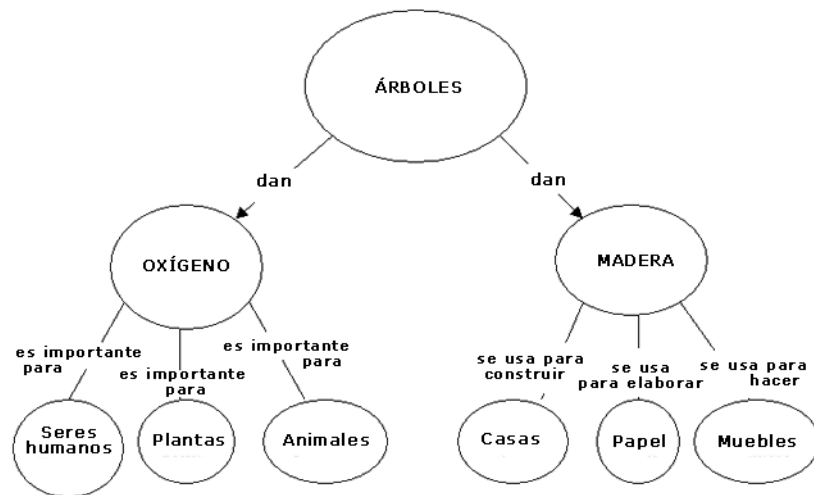 ÁRBOLES
dan
dan
OXÍGENO
MADERA
es importante
para
es importante
para
es importante
para
se usa para
construir
se usa
para elaborar
se usa para
hacer
Seres
humanos
Plantas
Animales
Casas
Papel
Muebles